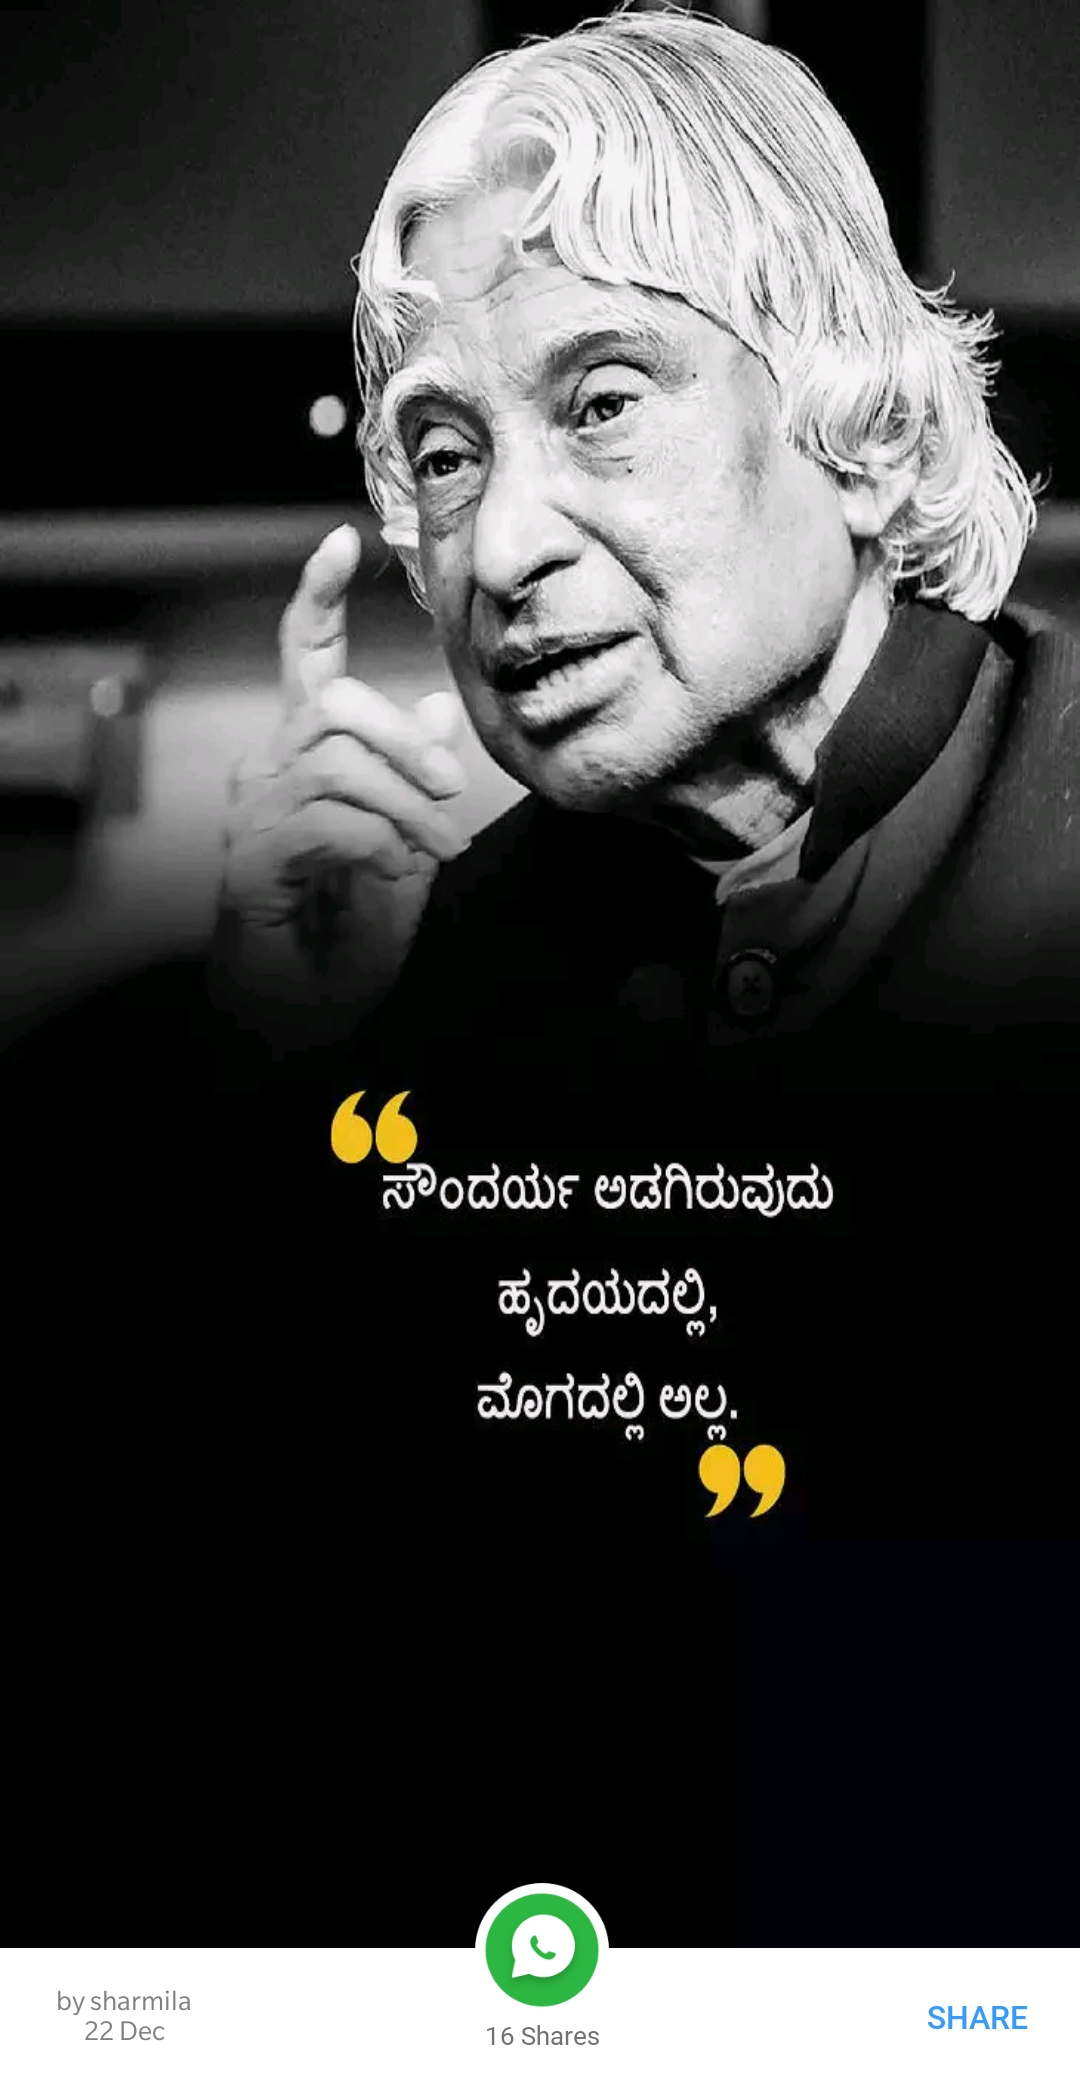 “
ಸೌಂದರ್ಯ ಅಡಗಿರುವುದು
ಹೃದಯದಲ್ಲಿ,
ಮೊಗದಲ್ಲಿ ಅಲ್ಲ.
”
by sharmila
22 Dec
16 Shares
SHARE